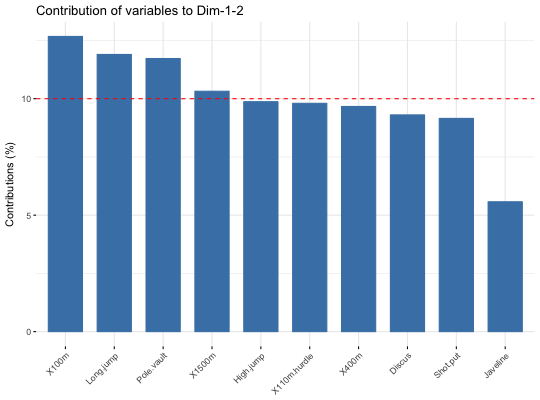 Contribution of variables to Dim-1-2
Contributions (%)
10
5
0
X100m
Long.jump
Pole.vault
X1500m
High.jump
X110m.hurdle
X400m
Discus
Shot.put
Javeline